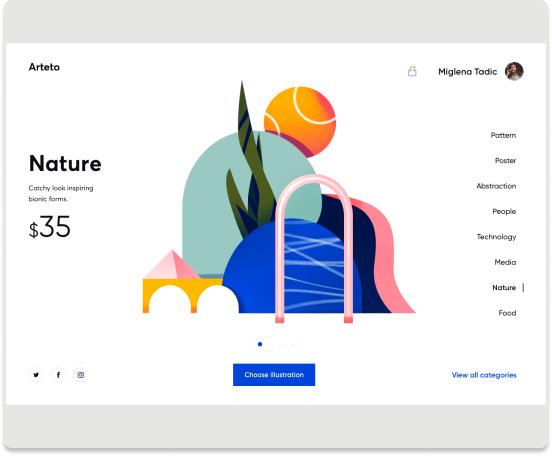 Arteto
Miglena Tadic
Pattern
Poster
Nature
Abstraction
Catchy look inspiring
bionic forms.
People
$35
Technology
Media
Nature
Food
Choose illustration
View all categories